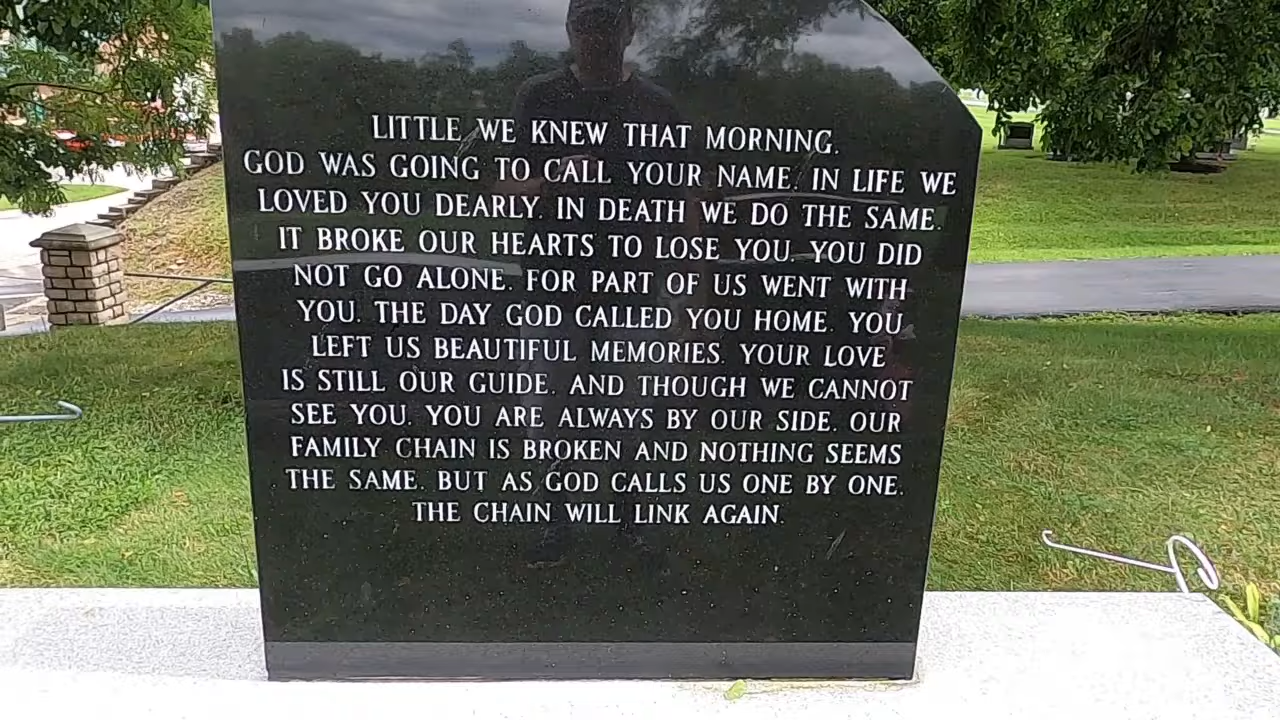 LITTLE WE KNEW THAT MORNING.
GOD WAS GOING TO CALL YOUR NAME. IN LIFE WE
LOVED YOU DEARLY. IN DEATH WE DO THE SAME.
IT BROKE OUR HEARTS TO LOSE YOU. YOU DID
NOT GO ALONE. FOR PART OF US WENT WITH
YOU. THE DAY GOD CALLED YOU HOME. YOU
LEFT US BEAUTIFUL MEMORIES. YOUR LOVE
IS STILL OUR GUIDE. AND THOUGH WE CANNOT
SEE YOU. YOU ARE ALWAYS BY OUR SIDE. OUR
FAMILY CHAIN IS BROKEN AND NOTHING SEEMS
THE SAME. BUT AS GOD CALLS US ONE BY ONE.
THE CHAIN WILL LINK AGAIN.